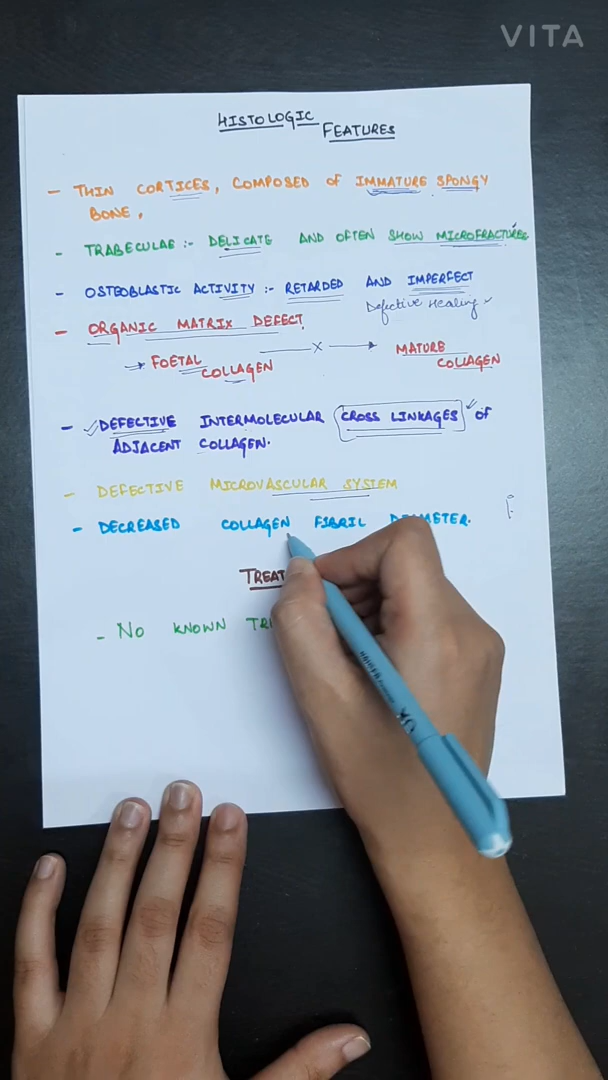 VITA
HISTOLOGIC
FEATURES
- THIN CORTICES, COMPOSED of IMMATURE SPONGY
BONE,
- TRABECULAE :- DELICATE AND OFTEN SHOW MICROFRACTURES
- OSTEOBLASTIC ACTIVITY :- RETARDED AND IMPERFECT
Defective Healing
- ORGANIC MATRIX DEFECT.
→ FOETAL COLLAGEN —x→ MATURE COLLAGEN
- DEFECTIVE INTERMOLECULAR CROSS LINKAGES of
ADJACENT COLLAGEN.
- DEFECTIVE MICROVASCULAR SYSTEM
- DECREASED COLLAGEN FIBRIL DIAMETER.
TREAT
- NO KNOWN TR